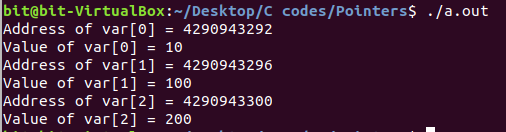 bit@bit-VirtualBox:~/Desktop/C codes/Pointers$ ./a.out
Address of var[0] = 4290943292
Value of var[0] = 10
Address of var[1] = 4290943296
Value of var[1] = 100
Address of var[2] = 4290943300
Value of var[2] = 200